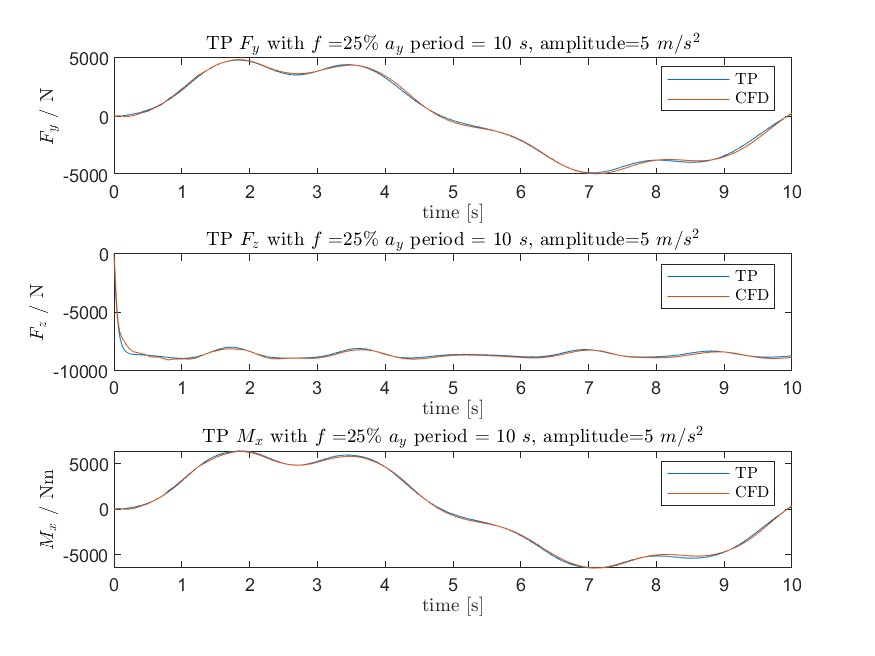 TP F_y with f =25% a_y period = 10 s, amplitude=5 m/s²
5000
0
-5000
F_y / N
TP
CFD
0 1 2 3 4 5 6 7 8 9 10
time [s]
TP F_z with f =25% a_y period = 10 s, amplitude=5 m/s²
0
-5000
-10000
F_z / N
TP
CFD
0 1 2 3 4 5 6 7 8 9 10
time [s]
TP M_x with f =25% a_y period = 10 s, amplitude=5 m/s²
5000
0
-5000
M_x / Nm
TP
CFD
0 1 2 3 4 5 6 7 8 9 10
time [s]